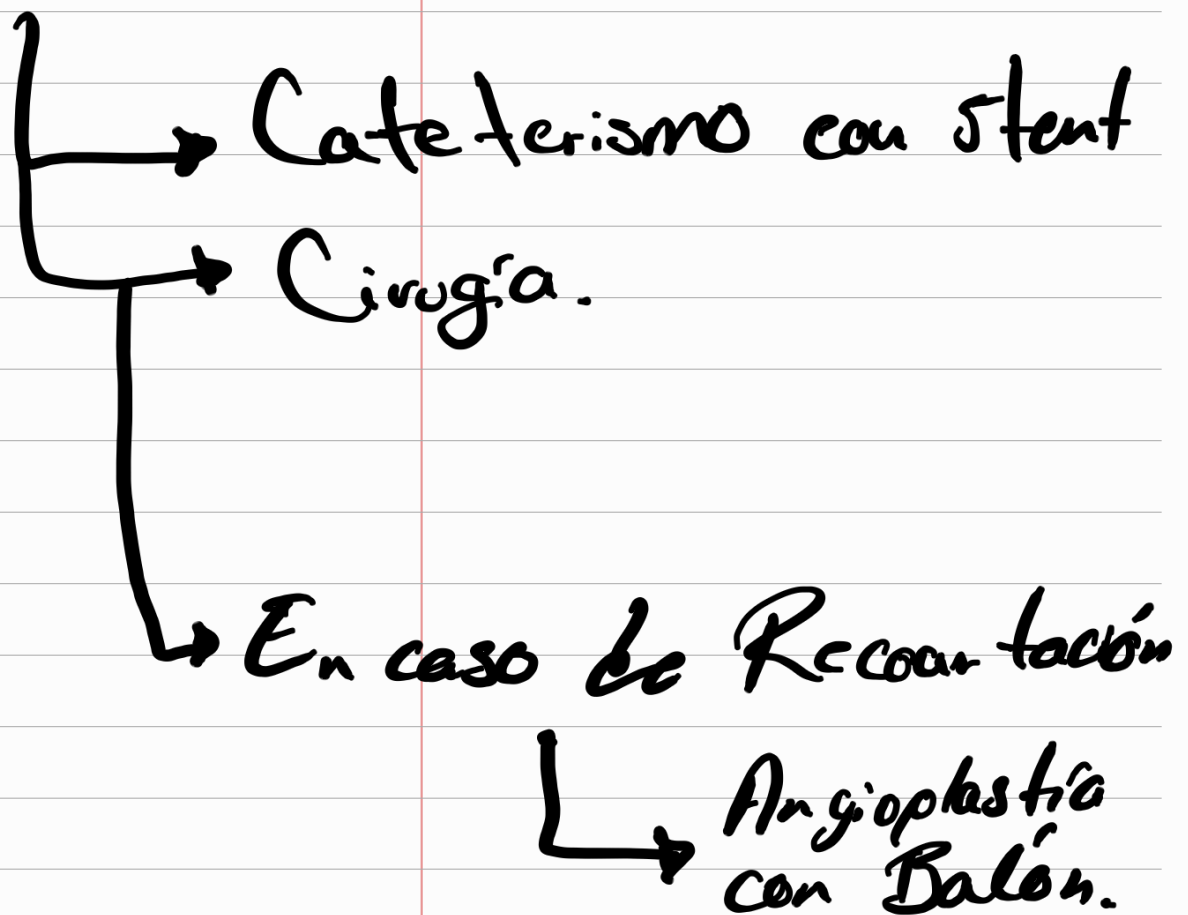 Cateterismo con stent
Cirugía.
En caso de Recoartación
Angioplastía
con Balón.